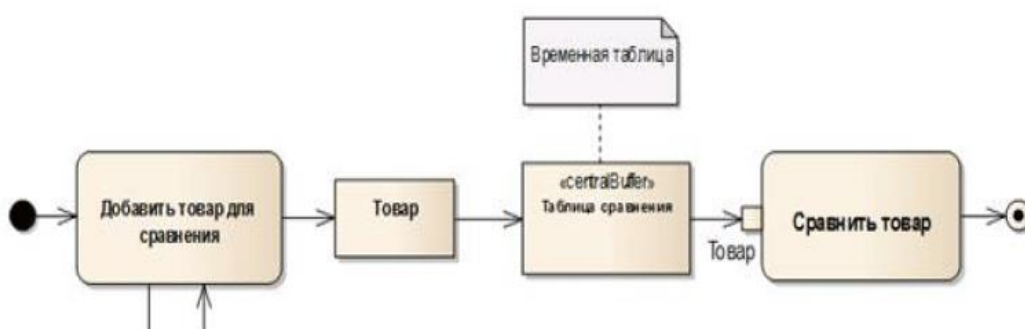 Временная таблица
Добавить товар для
сравнения
Товар
«centralBuffer»
Таблица сравнения
Товар
Сравнить товар